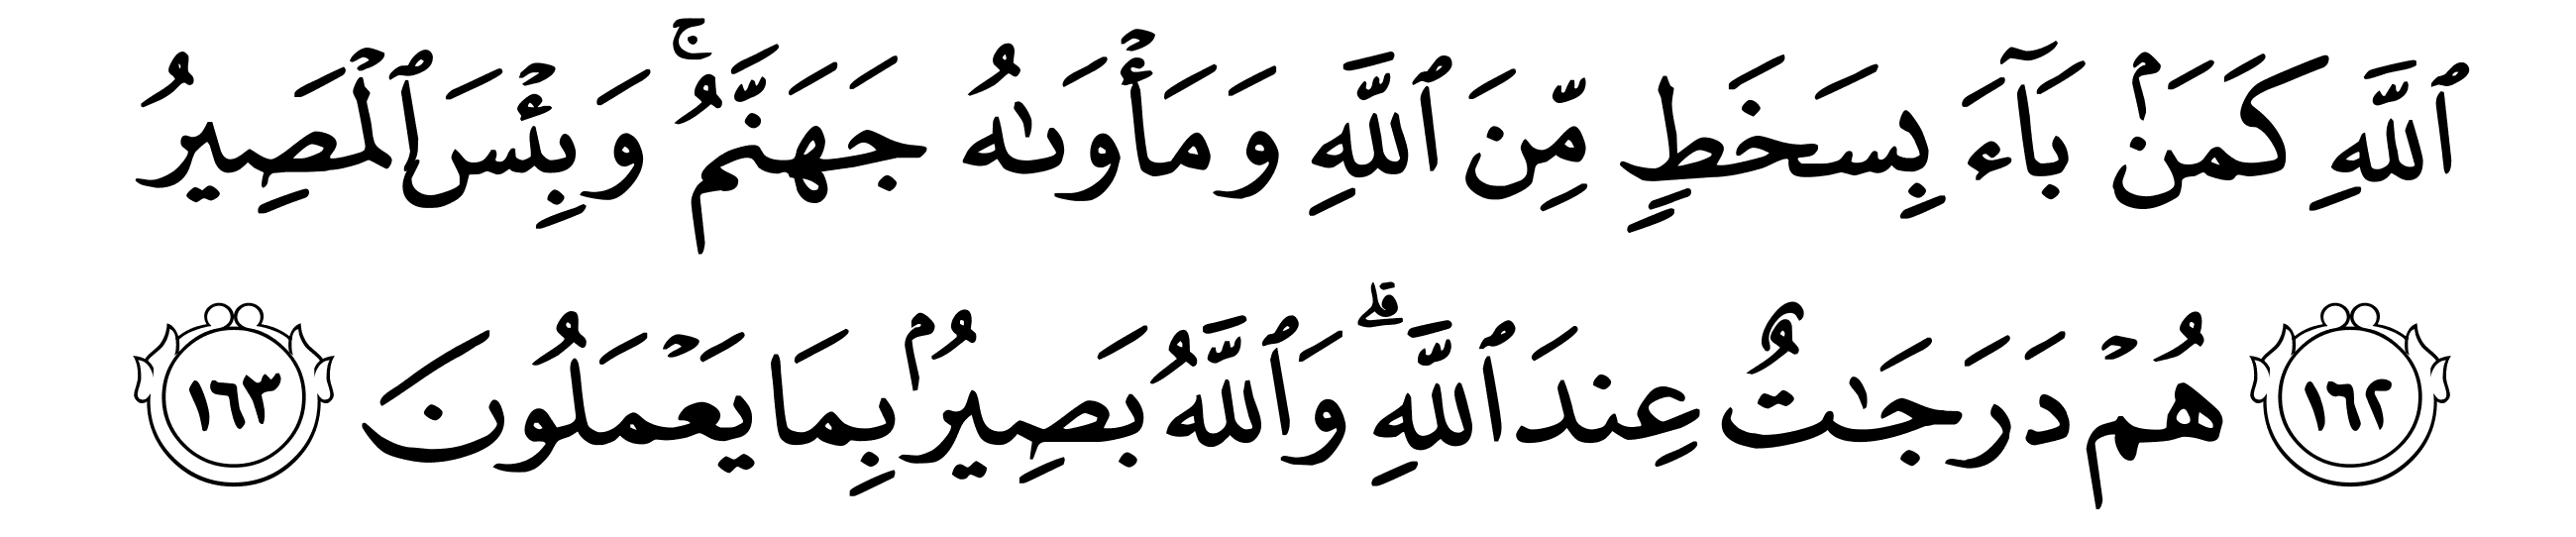 ٱللَّهِ كَمَنۢ بَآءَ بِسَخَطٍ مِّنَ ٱللَّهِ وَمَأۡوَىٰهُ جَهَنَّمُۚ وَبِئۡسَ ٱلۡمَصِيرُ
١٦٢ هُمۡ دَرَجَٰتٌ عِندَ ٱللَّهِۗ وَٱللَّهُ بَصِيرُۢ بِمَا يَعۡمَلُونَ ١٦٣